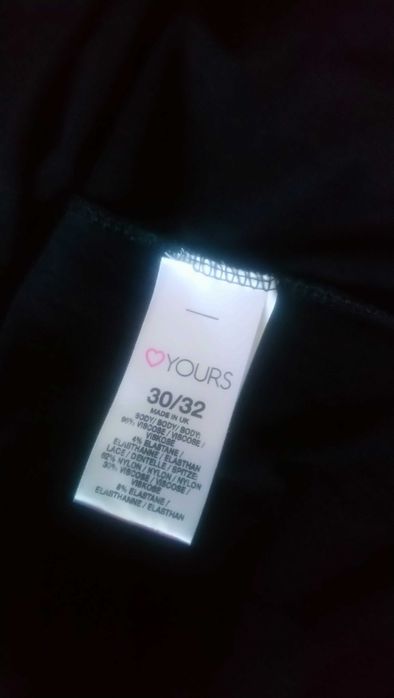 YOURS
30/32
MADE IN UK
BODY/ BODY/ BODY:
96% VISCOSE / VISCOSE /
VISKOSE
4% ELASTANE /
ELASTHANNE / ELASTHAN
LACE / DENTELLE / SPITZE:
62% NYLON / NYLON / NYLON
30% VISCOSE / VISCOSE /
VISKOSE
8% ELASTANE /
ELASTHANNE / ELASTHAN